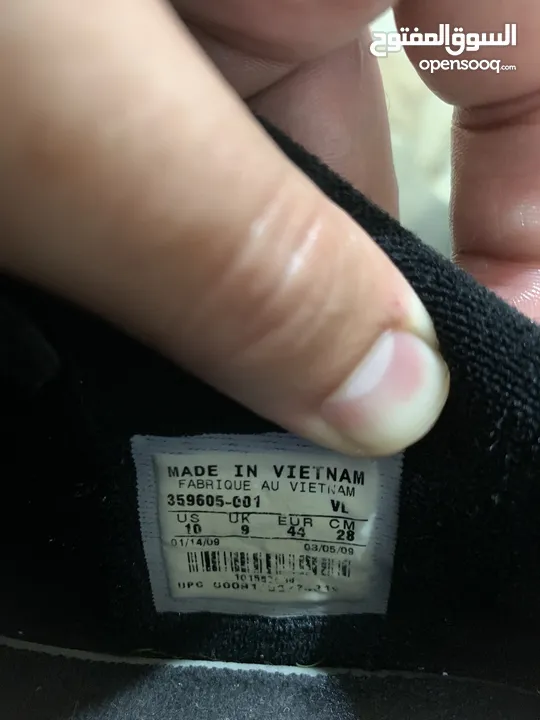 السوق المفتوح
opensooq.com
MADE IN VIETNAM
FABRIQUE AU VIETNAM
359605-001 VL
US UK EUR CM
10 9 44 28
01/14/09 03/05/09
UPC